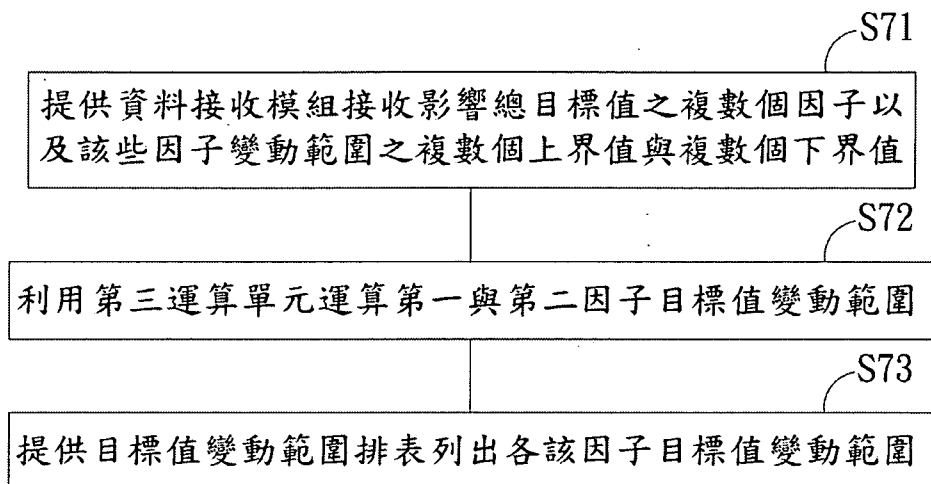 S71
提供資料接收模組接收影響總目標值之複數個因子以
及該些因子變動範圍之複數個上界值與複數個下界值
S72
利用第三運算單元運算第一與第二因子目標值變動範圍
S73
提供目標值變動範圍排表列出各該因子目標值變動範圍